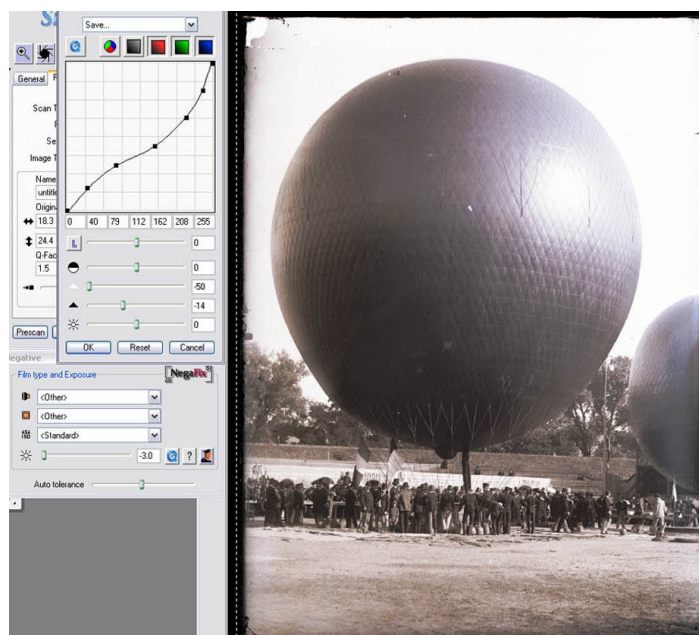 Save...
General
Scan T
Se
Image T
Name
untitle
Origin
18.3
24.4
Q-Fac
1.5
Prescan
0 40 79 112 162 208 255
0
0
-50
-14
0
OK Reset Cancel
egative
Film type and Exposure
NegaFix
<Other>
<Other>
<Standard>
-3.0
?
Auto tolerance